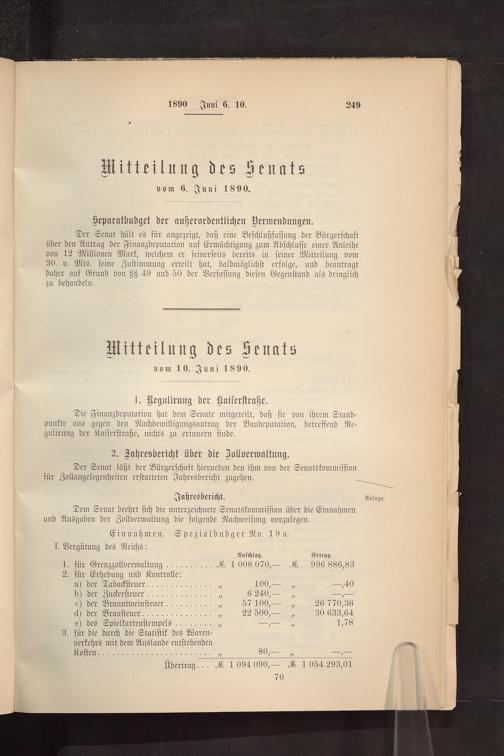 1890 Juni 6. 10. 249
Mitteilung des Senats
vom 6. Juni 1890.
Separatbudget der außerordentlichen Verwendungen.
Der Senat hält es für angezeigt, daß eine Beschlußfassung der Bürgerschaft
über den Antrag der Finanzdeputation auf Ermächtigung zum Abschlusse einer Anleihe
von 12 Millionen Mark, welchem er seinerseits bereits in seiner Mitteilung vom
30. v. Mts. seine Zustimmung erteilt hat, baldmöglichst erfolge, und beantragt
daher auf Grund von §§ 49 und 50 der Verfassung diesen Gegenstand als dringlich
zu behandeln.
Mitteilung des Senats
vom 10. Juni 1890.
1. Regulirung der Kaiserstraße.
Die Finanzdeputation hat dem Senate mitgeteilt, daß sie von ihrem Stand-
punkte aus gegen den Nachbewilligungsantrag der Baudeputation, betreffend Re-
gulirung der Kaiserstraße, nichts zu erinnern finde.
2. Jahresbericht über die Zollverwaltung.
Der Senat läßt der Bürgerschaft hierneben den ihm von der Senatskommission
für Zollangelegenheiten erstatteten Jahresbericht zugehen.
Jahresbericht.
Anlage.
Dem Senat beehrt sich die unterzeichnete Senatskommission über die Einnahmen
und Ausgaben der Zollverwaltung die folgende Nachweisung vorzulegen.
Einnahmen. Spezialbudget No. 19a.
I. Vergütung des Reichs:
Anschlag. Ertrag.
1. für Grenzzollverwaltung .......... M. 1 008 070,— M. 996 886,83
2. für Erhebung und Kontrolle:
a) der Tabacksteuer............... „ 100,— „ —,40
b) der Zuckersteuer............... „ 6 240,— „ —,—
c) der Branntweinsteuer........... „ 57 100,— „ 26 770,36
d) der Braustener................. „ 22 500,— „ 30 633,64
e) des Spielkartenstempels ........ „ —,— „ 1,78
3. für die durch die Statistik des Waren-
verkehrs mit dem Auslande entstehenden
Kosten......................... „ 80,— „ —,—
Übertrag... M. 1 094 090,— M. 1 054 293,01
70